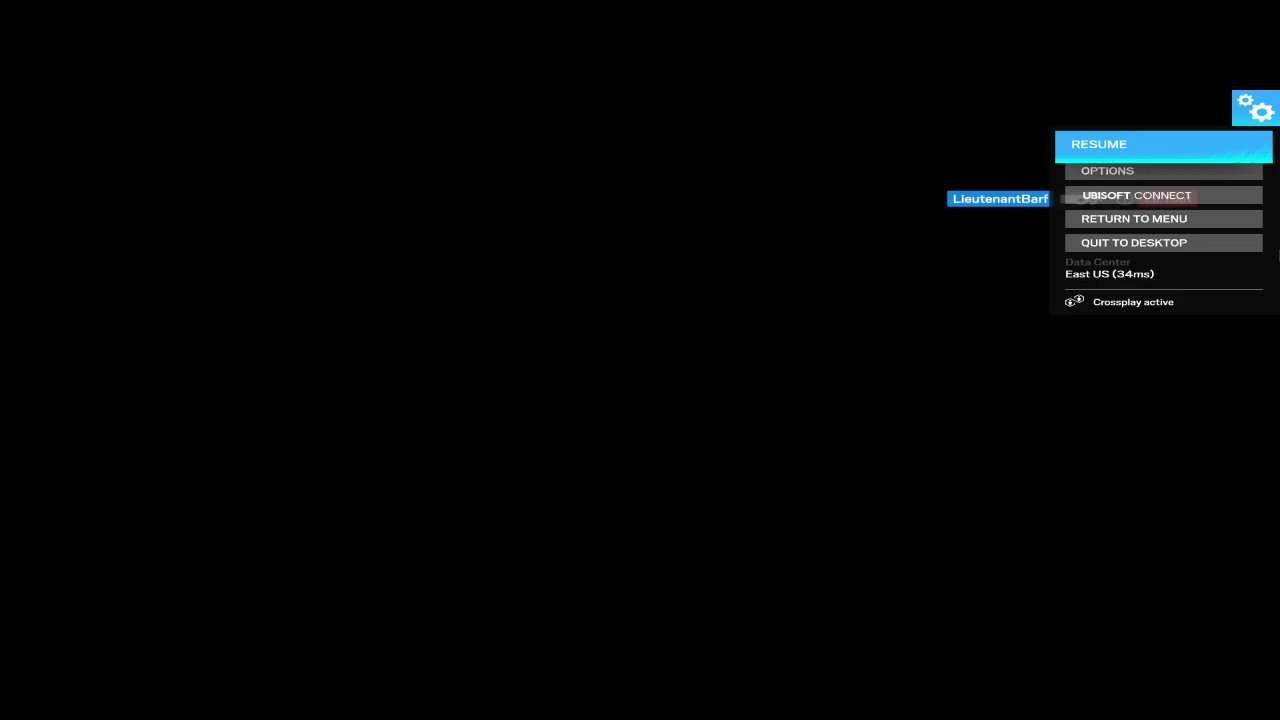 RESUME
OPTIONS
LieutenantBarf
UBISOFT CONNECT
RETURN TO MENU
QUIT TO DESKTOP
Data Center
East US (34ms)
Crossplay active